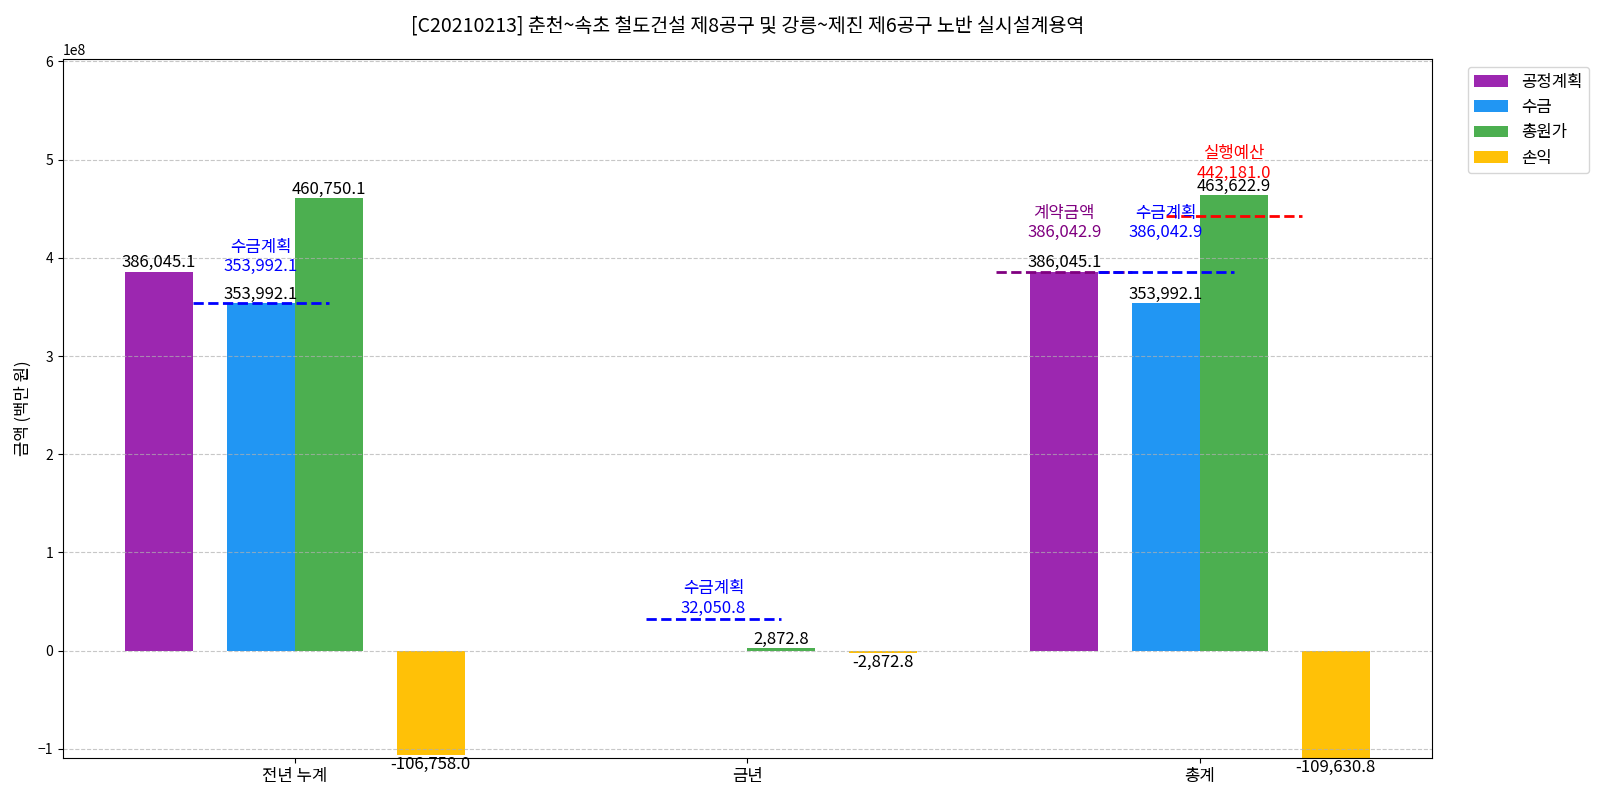 [C20210213] 춘천~속초 철도건설 제8공구 및 강릉~제진 제6공구 노반 실시설계용역
1e8
6
5
4
3
2
1
0
−1
금액 (백만 원)
386,045.1
수금계획
353,992.1
353,992.1
460,750.1
-106,758.0
수금계획
32,050.8
2,872.8
-2,872.8
계약금액
386,042.9
386,045.1
수금계획
386,042.9
353,992.1
실행예산
442,181.0
463,622.9
-109,630.8
전년 누계
금년
총계
공정계획
수금
총원가
손익